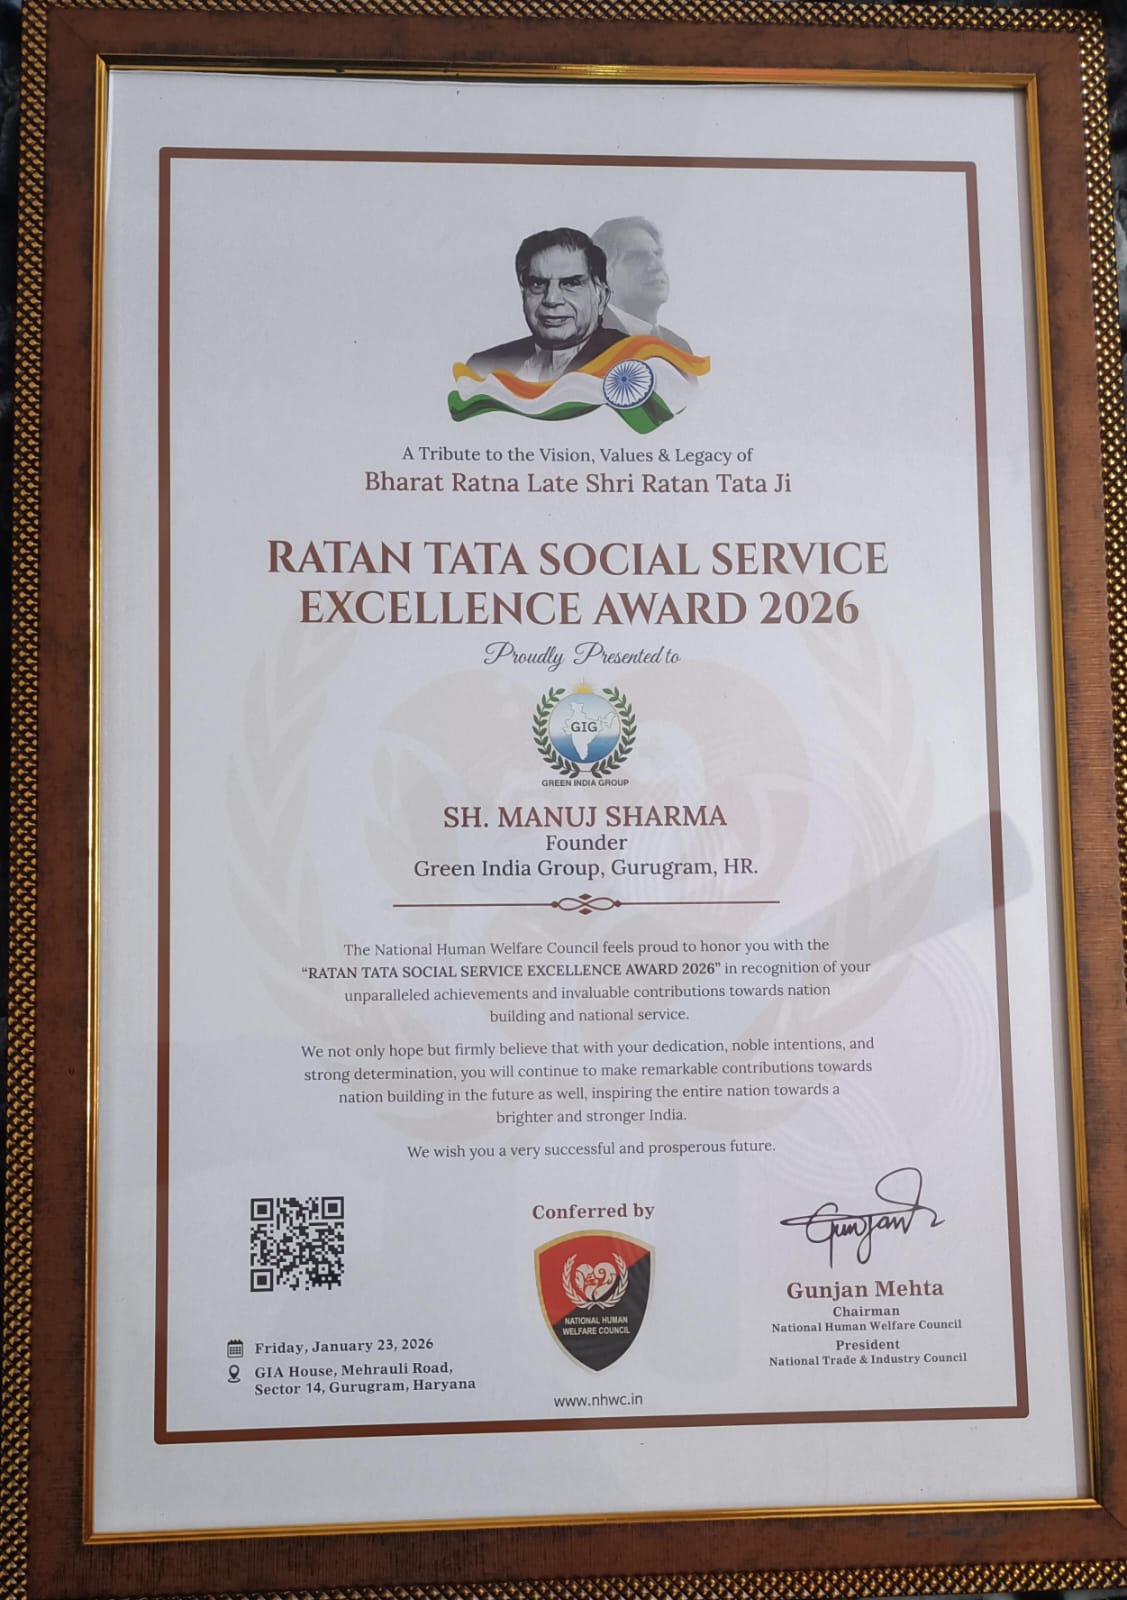 A Tribute to the Vision, Values & Legacy of
Bharat Ratna Late Shri Ratan Tata Ji
RATAN TATA SOCIAL SERVICE
EXCELLENCE AWARD 2026
Proudly Presented to
GIG
GREEN INDIA GROUP
SH. MANUJ SHARMA
Founder
Green India Group, Gurugram, HR.
The National Human Welfare Council feels proud to honor you with the
“RATAN TATA SOCIAL SERVICE EXCELLENCE AWARD 2026” in recognition of your
unparalleled achievements and invaluable contributions towards nation
building and national service.
We not only hope but firmly believe that with your dedication, noble intentions, and
strong determination, you will continue to make remarkable contributions towards
nation building in the future as well, inspiring the entire nation towards a
brighter and stronger India.
We wish you a very successful and prosperous future.
Friday, January 23, 2026
GIA House, Mehrauli Road,
Sector 14, Gurugram, Haryana
Conferred by
NATIONAL HUMAN
WELFARE COUNCIL
www.nhwc.in
Gunjan
Gunjan Mehta
Chairman
National Human Welfare Council
President
National Trade & Industry Council